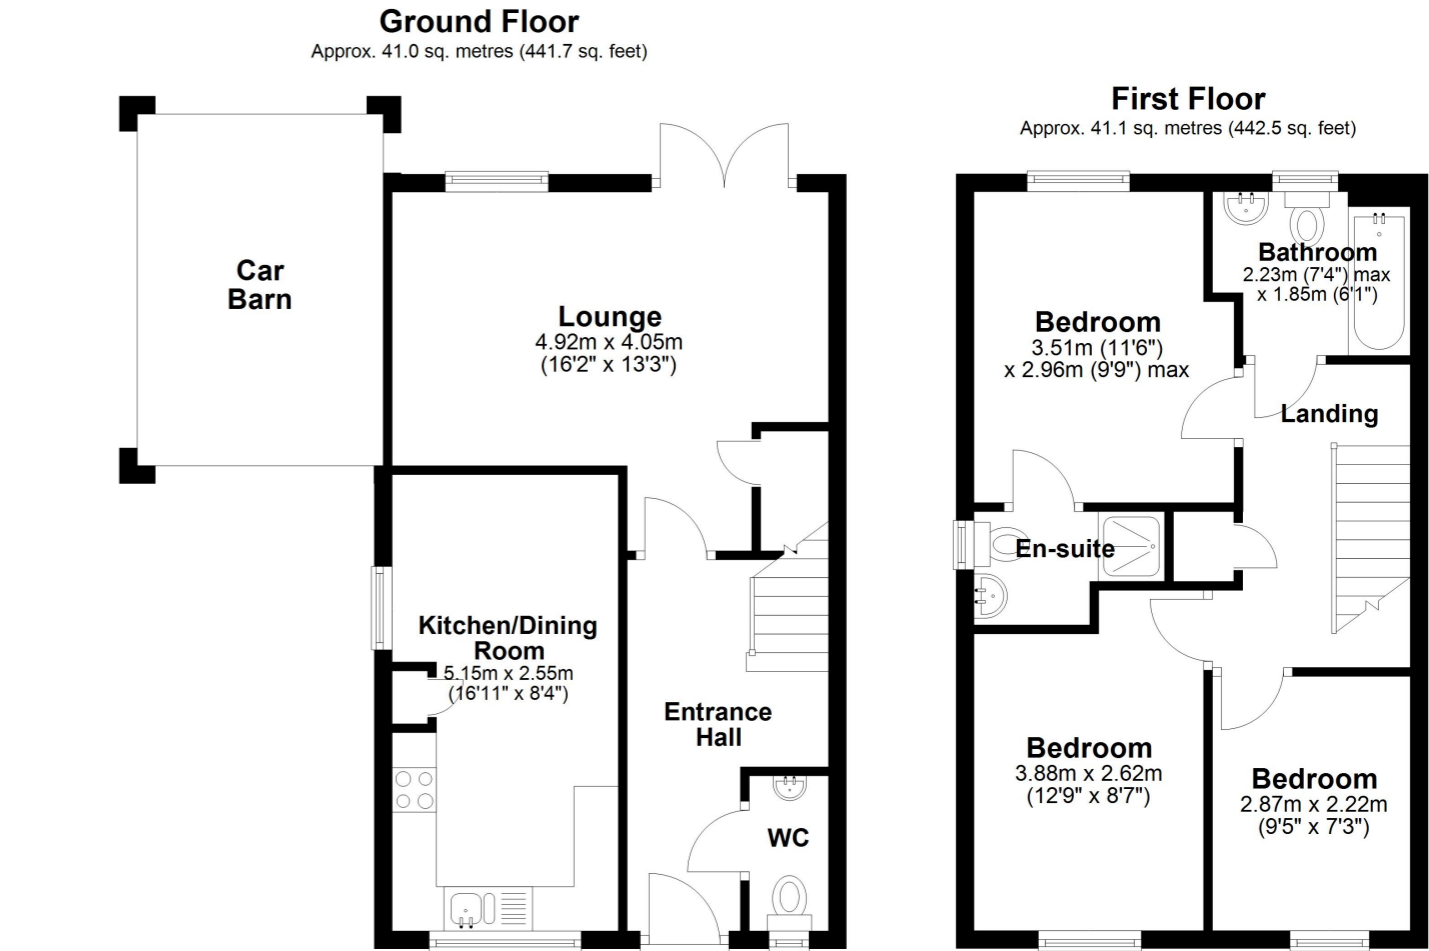 Ground Floor
Approx. 41.0 sq. metres (441.7 sq. feet)
Car
Barn
Lounge
4.92m x 4.05m
(16'2" x 13'3")
Kitchen/Dining
Room
5.15m x 2.55m
(16'11" x 8'4")
Entrance
Hall
WC
First Floor
Approx. 41.1 sq. metres (442.5 sq. feet)
Bathroom
2.23m (7'4") max
x 1.85m (6'1")
Bedroom
3.51m (11'6")
x 2.96m (9'9") max
Landing
En-suite
Bedroom
3.88m x 2.62m
(12'9" x 8'7")
Bedroom
2.87m x 2.22m
(9'5" x 7'3")